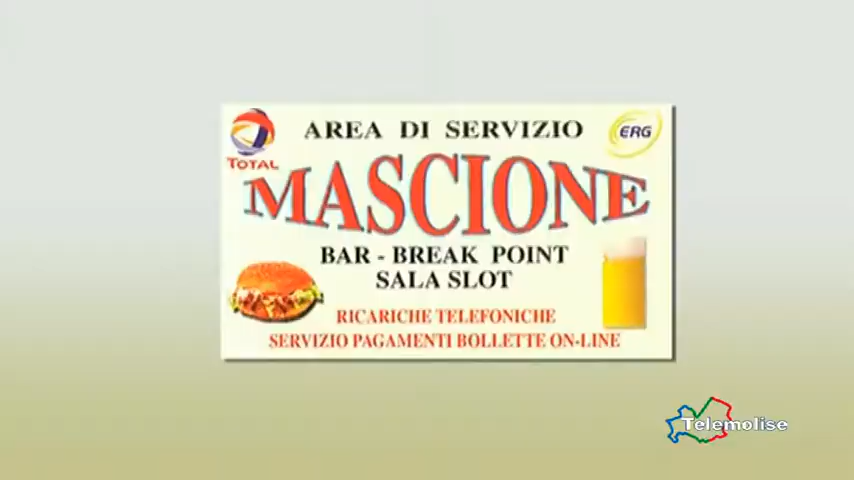 AREA DI SERVIZIO
TOTAL
ERG
MASCIONE
BAR - BREAK POINT
SALA SLOT
RICARICHE TELEFONICHE
SERVIZIO PAGAMENTI BOLLETTE ON-LINE
Telemolise